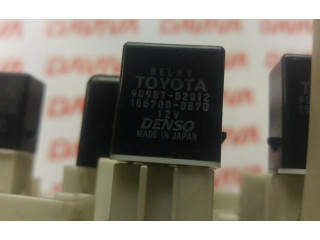 RELAY
TOYOTA
90987-02012
156700-0870
12V
DENSO
MADE IN JAPAN